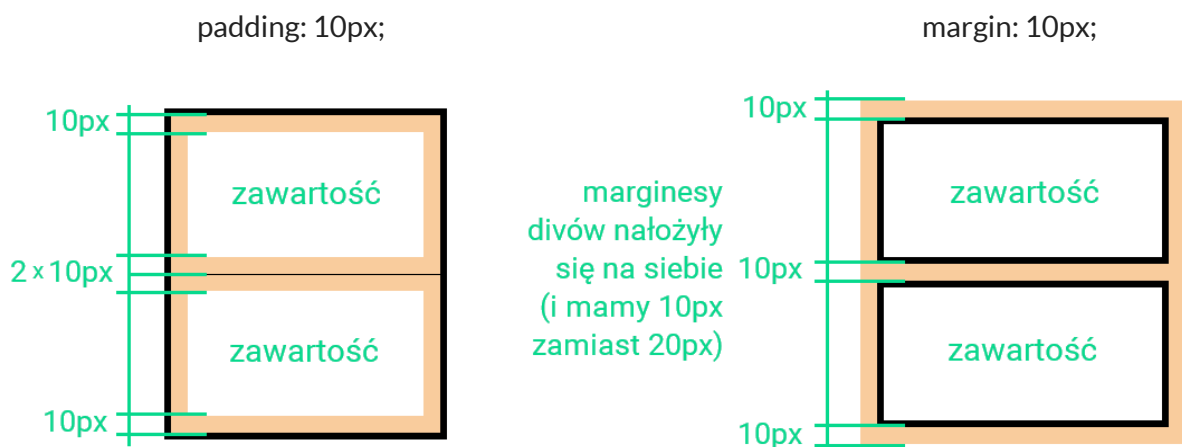 padding: 10px;
margin: 10px;
10px
zawartość
2 x 10px
zawartość
10px
marginesy
divów nałożyły
się na siebie
(i mamy 10px
zamiast 20px)
10px
zawartość
10px
zawartość
10px